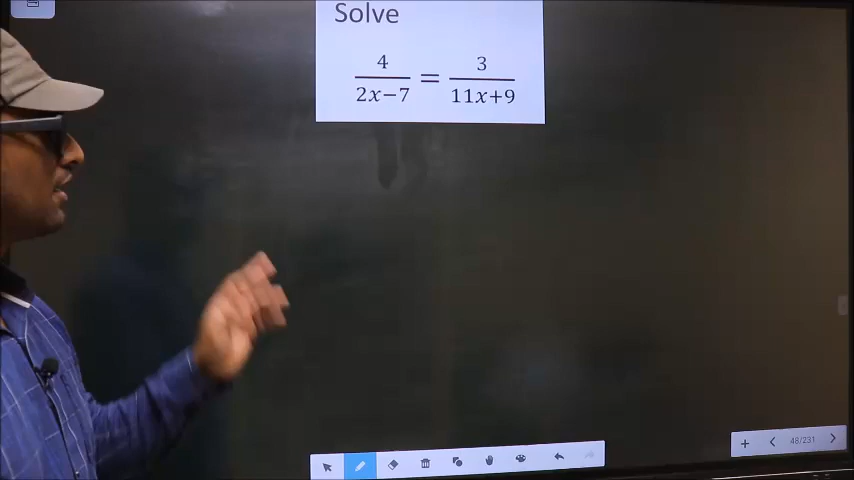 Solve
4/(2x−7) = 3/(11x+9)
48/231